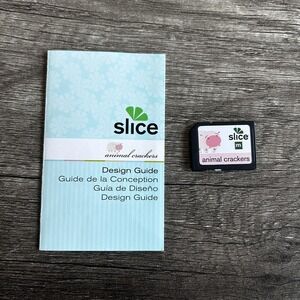 slice
animal crackers
Design Guide
Guide de la Conception
Guía de Diseño
Design Guide
slice
m
animal crackers